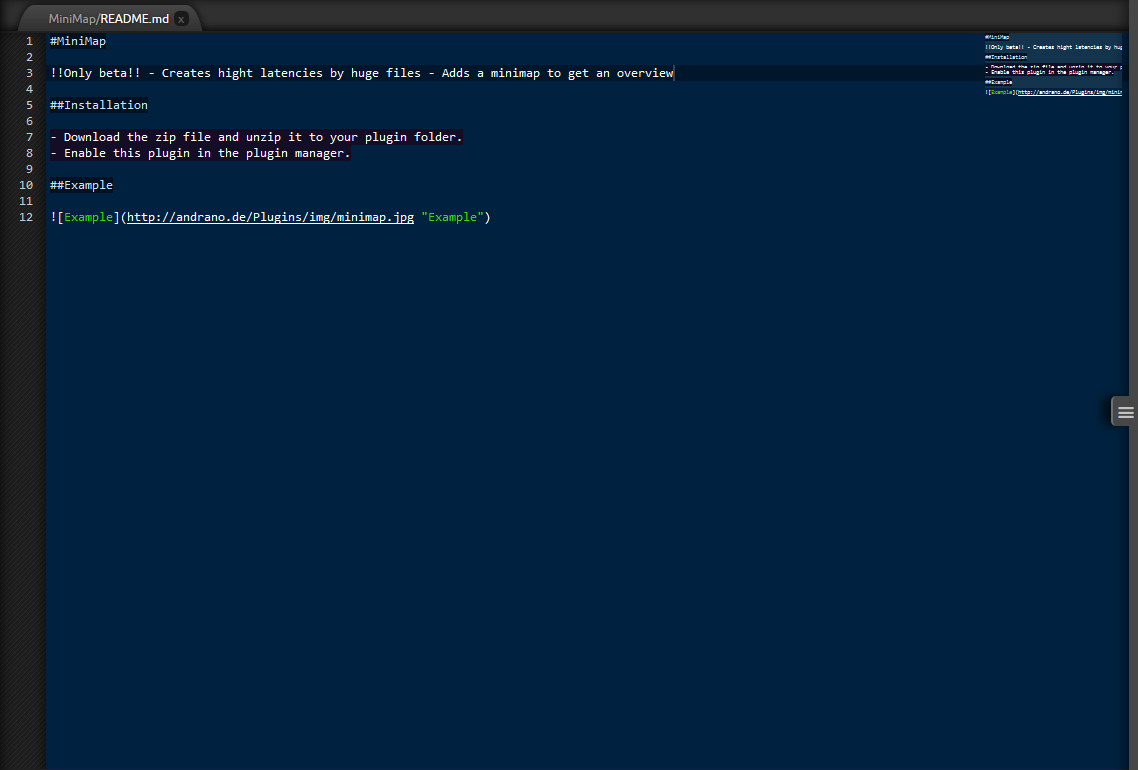 MiniMap/README.md x
1 #MiniMap
2
3 !!Only beta!! - Creates hight latencies by huge files - Adds a minimap to get an overview
4
5 ##Installation
6
7 - Download the zip file and unzip it to your plugin folder.
8 - Enable this plugin in the plugin manager.
9
10 ##Example
11
12 ![Example](http://andrano.de/Plugins/img/minimap.jpg "Example")
#MiniMap
!!Only beta!! - Creates hight latencies by hug
##Installation
- Download the zip file and unzip it to your p
- Enable this plugin in the plugin manager.
##Example
![Example](http://andrano.de/Plugins/img/minim